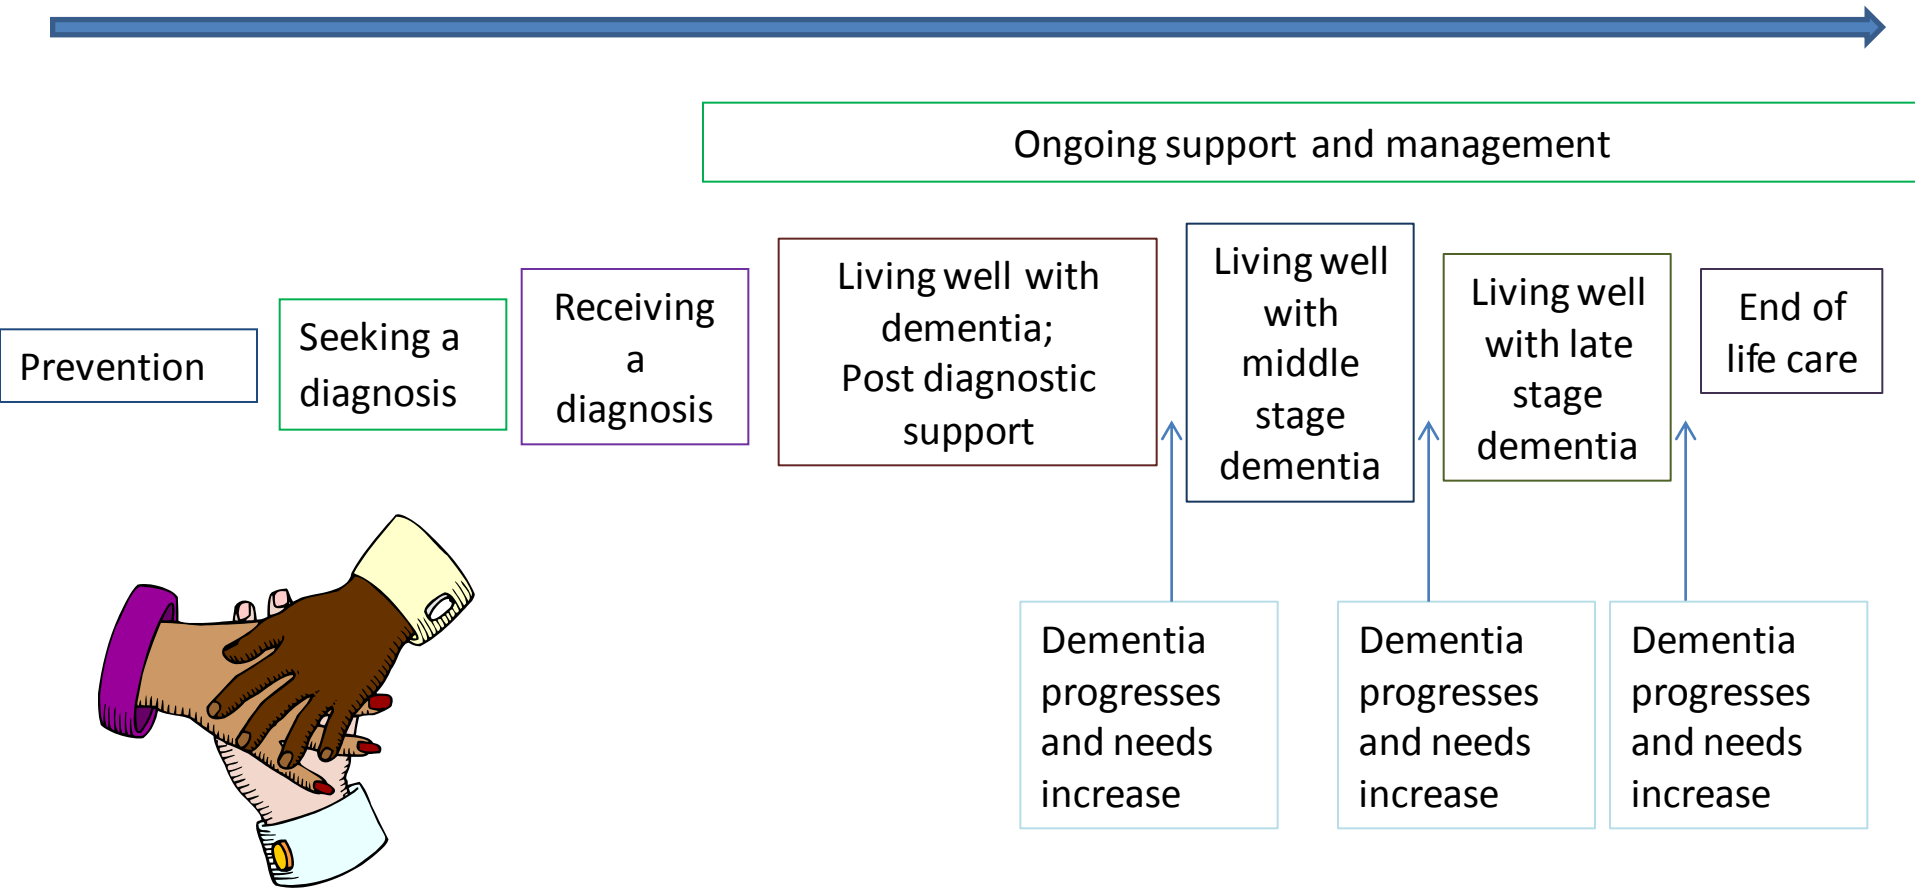 Ongoing support and management
Prevention
Seeking a
diagnosis
Receiving
a
diagnosis
Living well with
dementia;
Post diagnostic
support
Living well
with
middle
stage
dementia
Living well
with late
stage
dementia
End of
life care
Dementia
progresses
and needs
increase
Dementia
progresses
and needs
increase
Dementia
progresses
and needs
increase